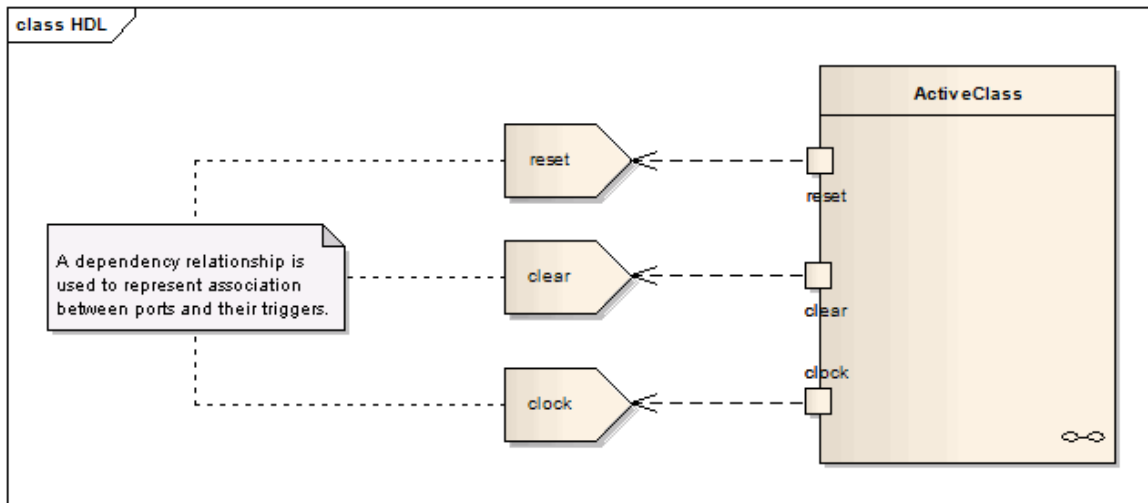 class HDL
ActiveClass
reset
reset
A dependency relationship is
used to represent association
between ports and their triggers.
clear
clear
clock
clock